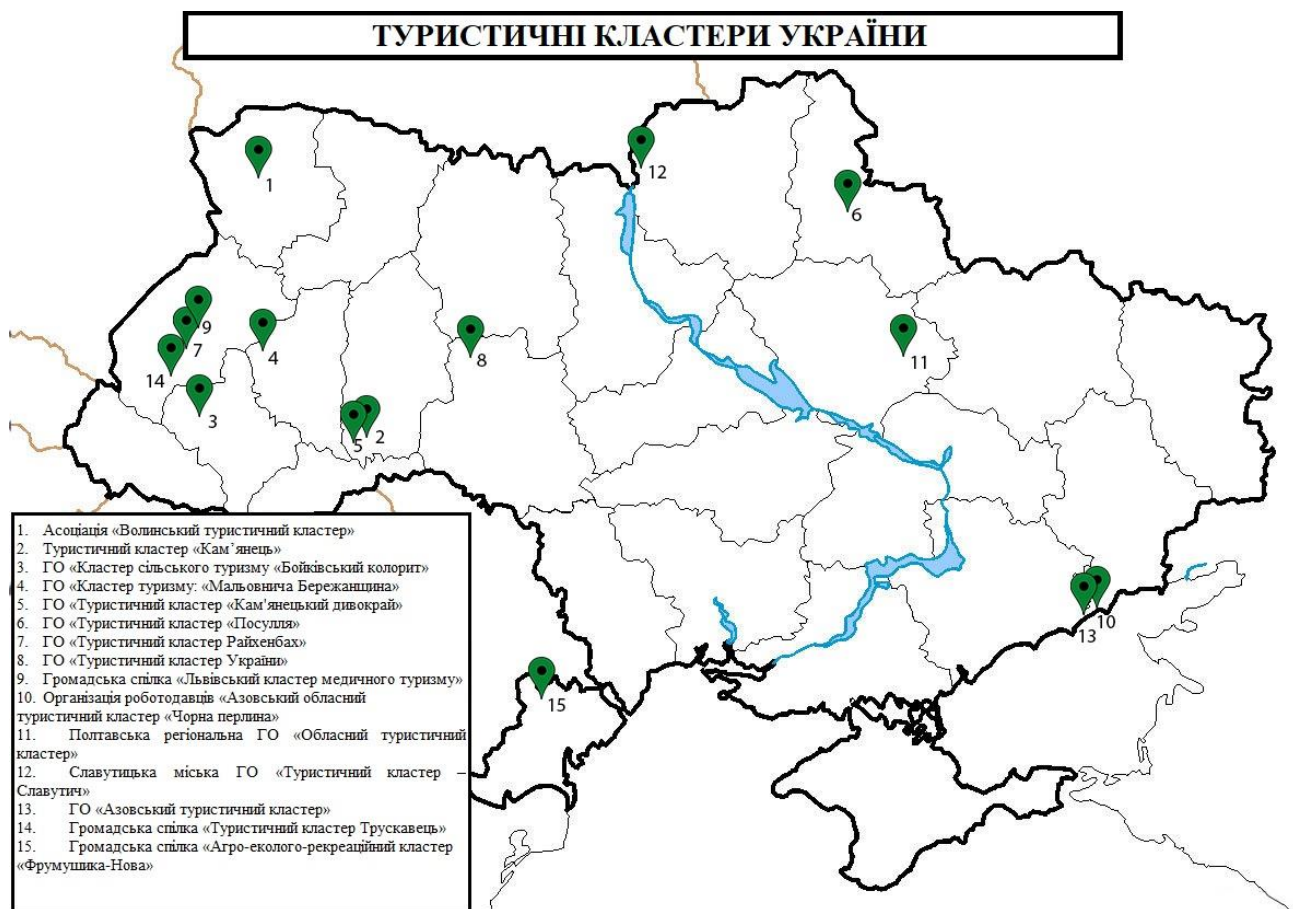 ТУРИСТИЧНІ КЛАСТЕРИ УКРАЇНИ
12
1
6
9
7
4
14
8
11
3
5
2
10
13
15
1. Асоціація «Волинський туристичний кластер»
2. Туристичний кластер «Кам’янець»
3. ГО «Кластер сільського туризму «Бойківський колорит»
4. ГО «Кластер туризму: «Мальовнича Бережанщина»
5. ГО «Туристичний кластер «Кам'янецький дивокрай»
6. ГО «Туристичний кластер «Посулля»
7. ГО «Туристичний кластер Райхенбах»
8. ГО «Туристичний кластер України»
9. Громадська спілка «Львівський кластер медичного туризму»
10. Організація роботодавців «Азовський обласний
туристичний кластер «Чорна перлина»
11. Полтавська регіональна ГО «Обласний туристичний
кластер»
12. Славутицька міська ГО «Туристичний кластер –
Славутич»
13. ГО «Азовський туристичний кластер»
14. Громадська спілка «Туристичний кластер Трускавець»
15. Громадська спілка «Агро-еколого-рекреаційний кластер
«Фрумушика-Нова»